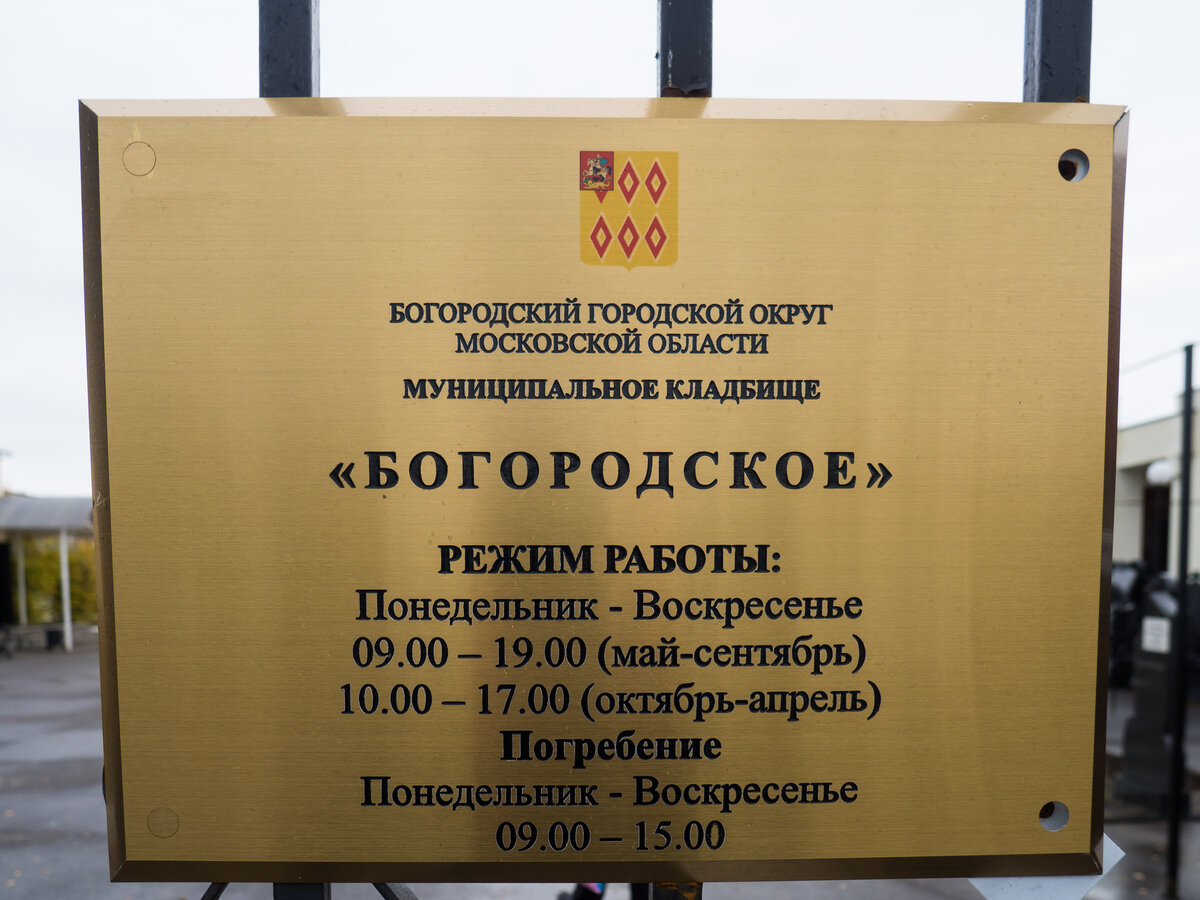 БОГОРОДСКИЙ ГОРОДСКОЙ ОКРУГ
МОСКОВСКОЙ ОБЛАСТИ
МУНИЦИПАЛЬНОЕ КЛАДБИЩЕ
«БОГОРОДСКОЕ»
РЕЖИМ РАБОТЫ:
Понедельник - Воскресенье
09.00 – 19.00 (май-сентябрь)
10.00 – 17.00 (октябрь-апрель)
Погребение
Понедельник - Воскресенье
09.00 – 15.00